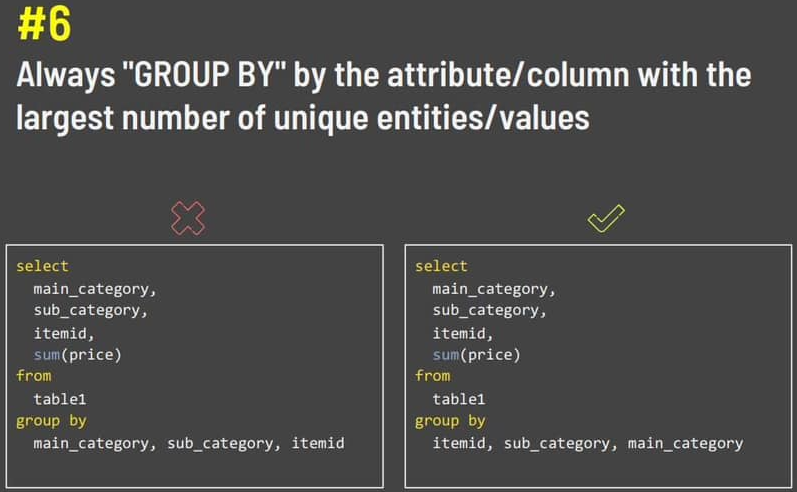 #6
Always "GROUP BY" by the attribute/column with the
largest number of unique entities/values
select
main_category,
sub_category,
itemid,
sum(price)
from
table1
group by
main_category, sub_category, itemid
select
main_category,
sub_category,
itemid,
sum(price)
from
table1
group by
itemid, sub_category, main_category